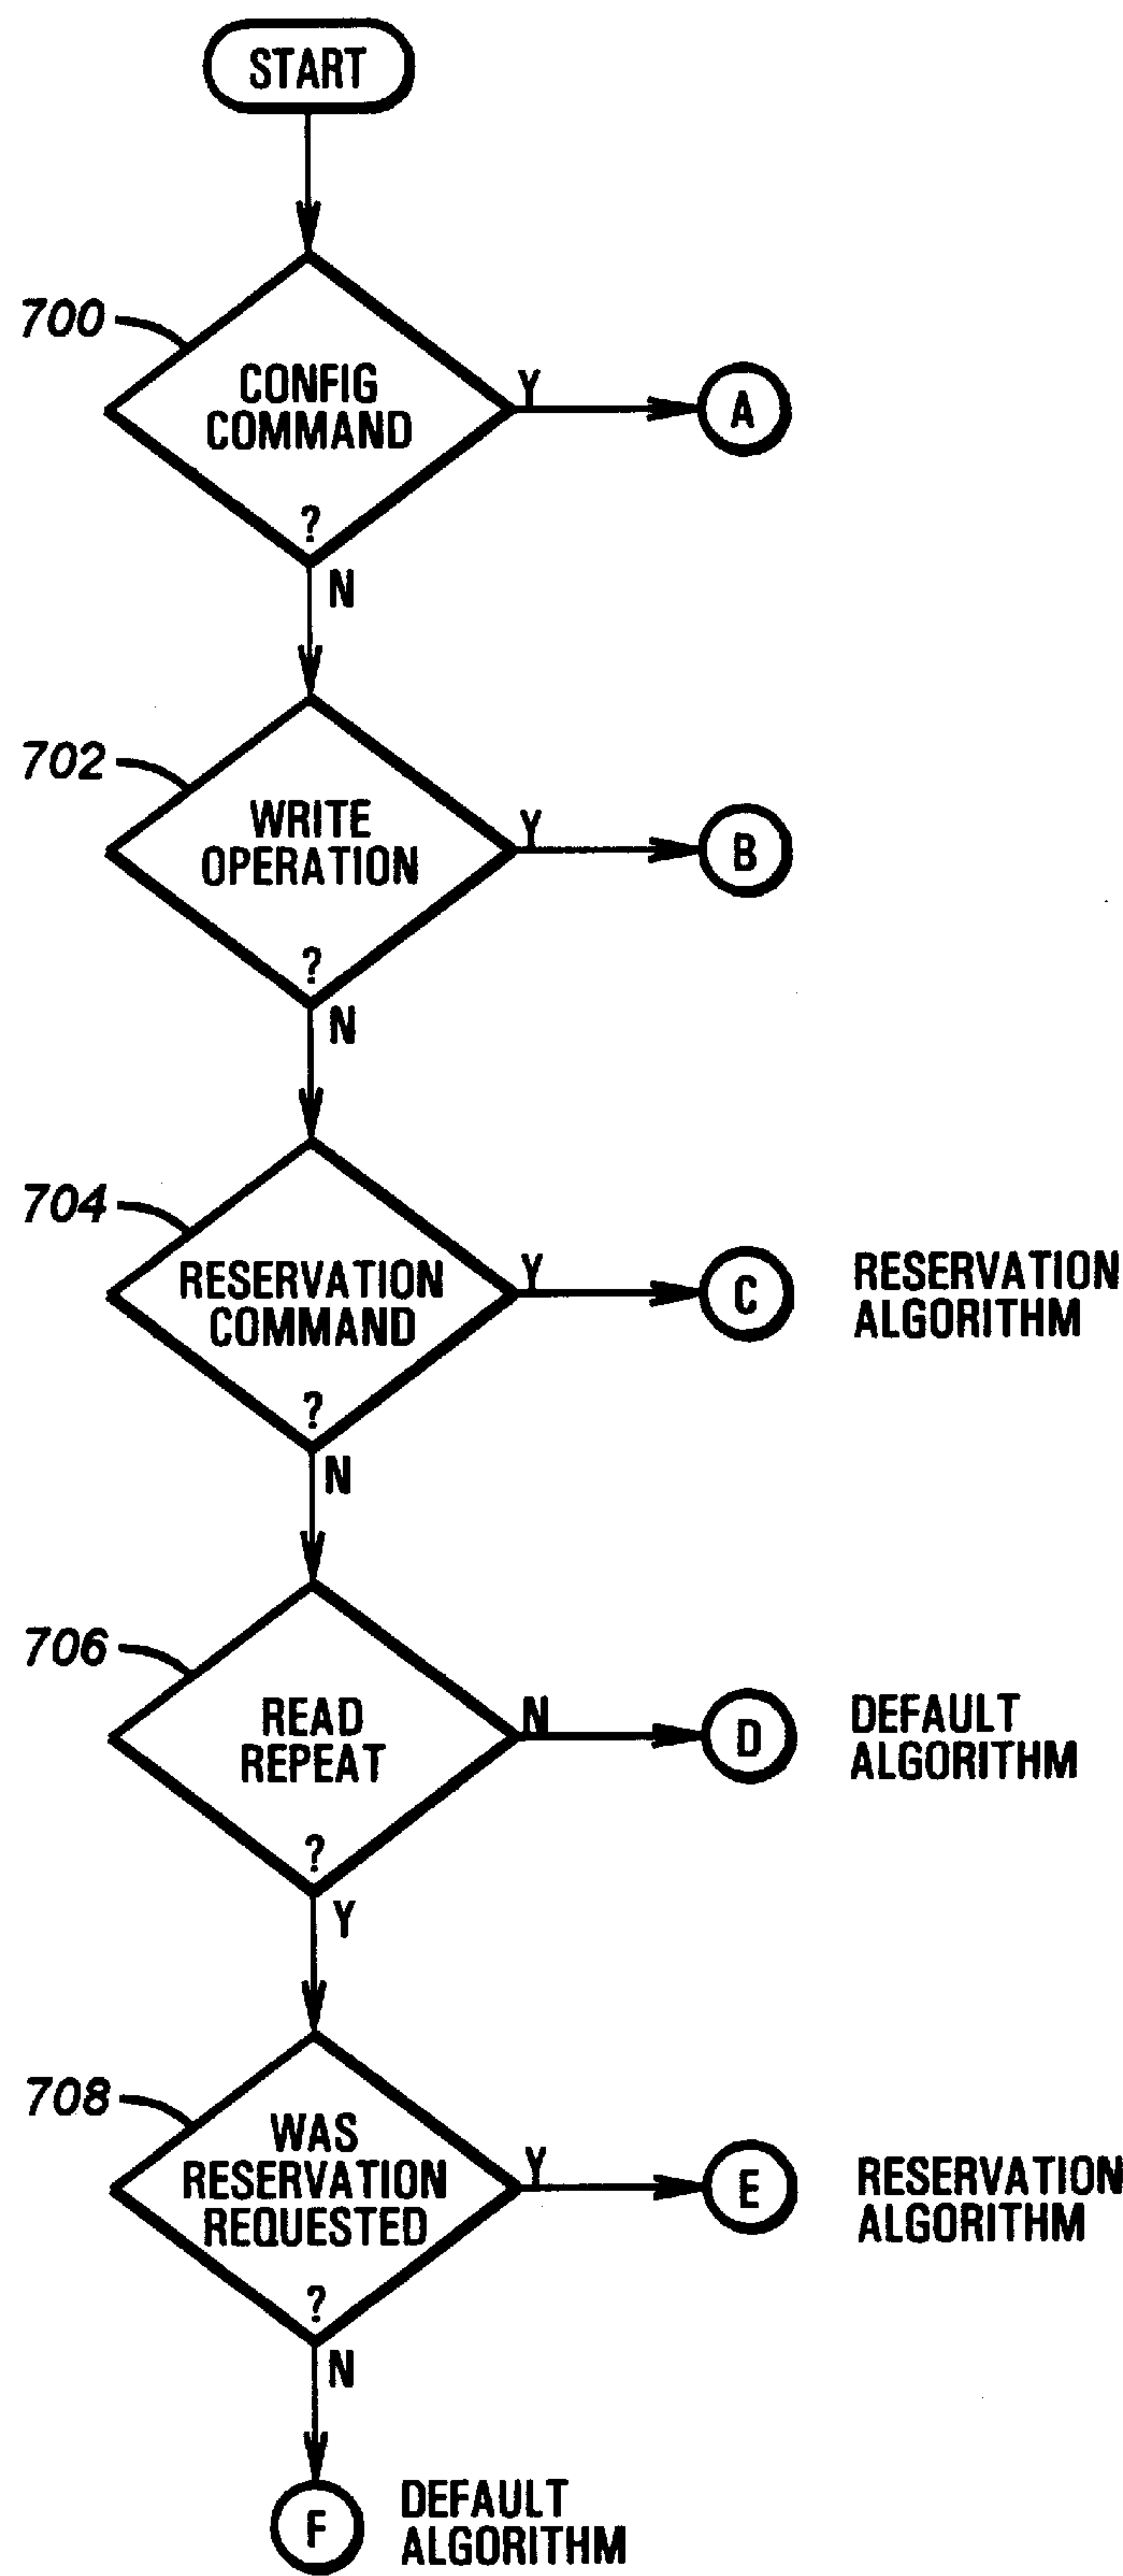 START
700
CONFIG
COMMAND
?
Y
A
N
702
WRITE
OPERATION
?
Y
B
N
704
RESERVATION
COMMAND
?
Y
C
RESERVATION
ALGORITHM
N
706
READ
REPEAT
?
N
D
DEFAULT
ALGORITHM
Y
708
WAS
RESERVATION
REQUESTED
?
Y
E
RESERVATION
ALGORITHM
N
F
DEFAULT
ALGORITHM